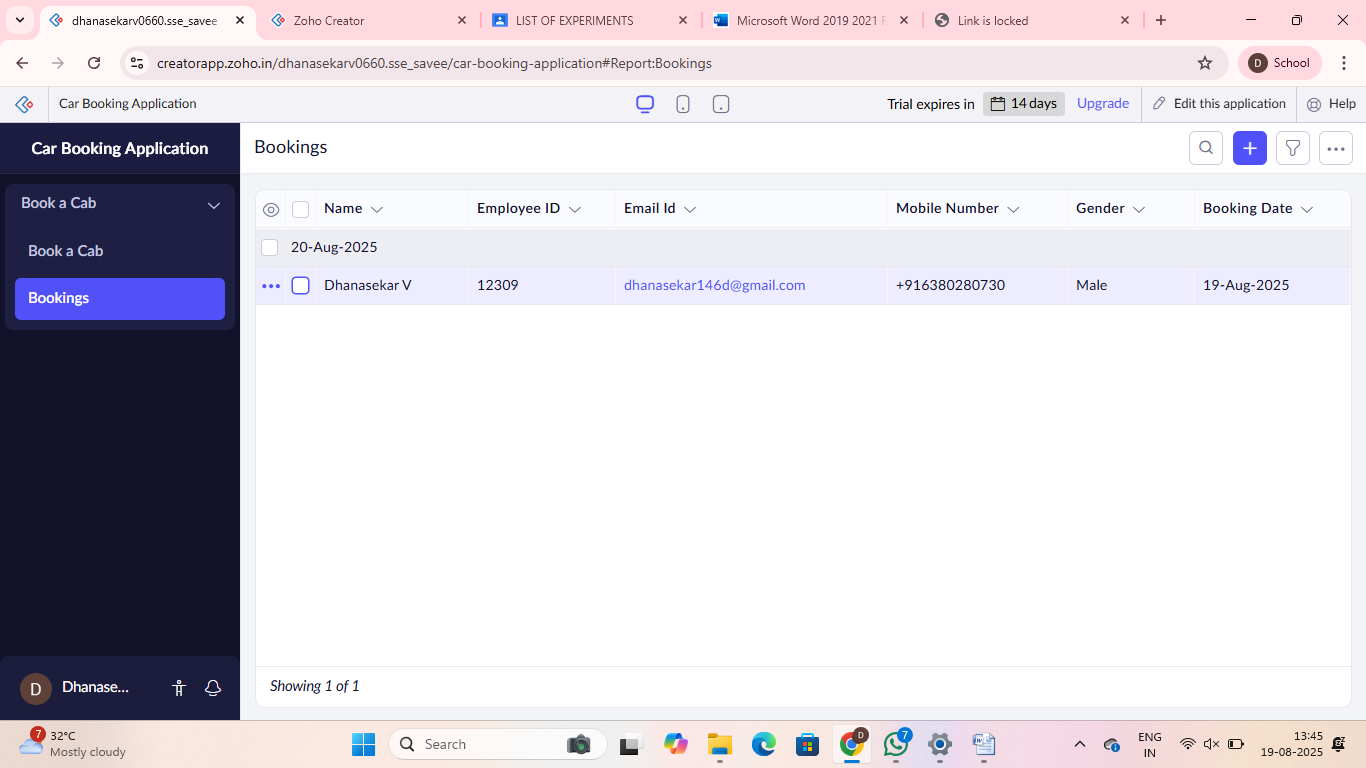 dhanasekarv0660.sse_savee
Zoho Creator
LIST OF EXPERIMENTS
Microsoft Word 2019 2021 F
Link is locked
creatorapp.zoho.in/dhanasekarv0660.sse_savee/car-booking-application#Report:Bookings
D School
Car Booking Application
Trial expires in 14 days Upgrade
Edit this application
Help
Car Booking Application
Book a Cab
Book a Cab
Bookings
Bookings
Name Employee ID Email Id Mobile Number Gender Booking Date
20-Aug-2025
Dhanasekar V 12309 dhanasekar146d@gmail.com +916380280730 Male 19-Aug-2025
Showing 1 of 1
D Dhanase...
7
32°C
Mostly cloudy
Search
D
7
ENG
IN
13:45
19-08-2025